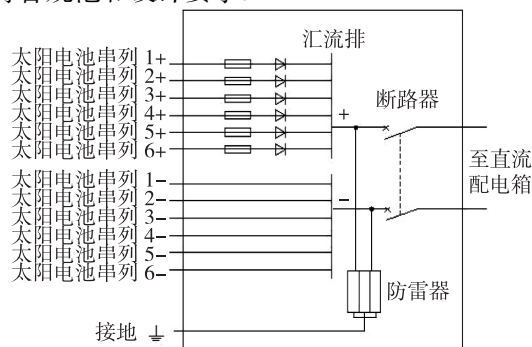 汇流排
太阳电池串列 1+
太阳电池串列 2+
太阳电池串列 3+
太阳电池串列 4+
太阳电池串列 5+
太阳电池串列 6+
+
断路器
至直流
配电箱
太阳电池串列 1−
太阳电池串列 2−
太阳电池串列 3−
太阳电池串列 4−
太阳电池串列 5−
太阳电池串列 6−
−
防雷器
接地